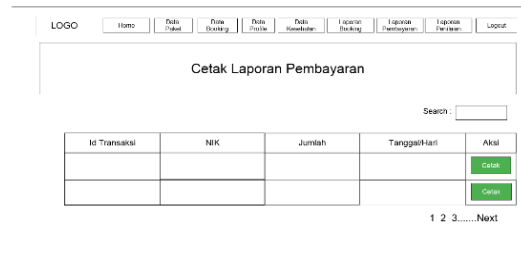 LOGO Home Data Paket Data Booking Data Profile Data Kesehatan Laporan Booking Laporan Pembayaran Laporan Penilaian Logout
Cetak Laporan Pembayaran
Search :
Id Transaksi NIK Jumlah Tanggal/Hari Aksi
Cetak
Cetak
1 2 3.......Next